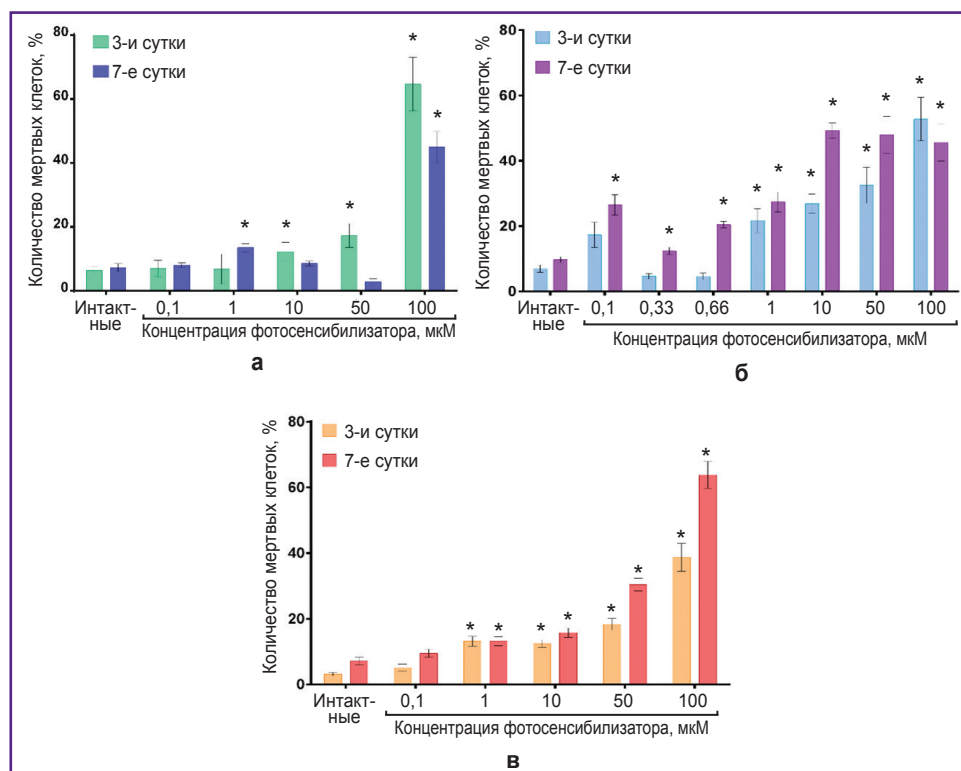 а
80
60
40
20
0
Количество мертвых клеток, %
3-и сутки
7-е сутки
* * * * *
Интакт-
ные
0,1 1 10 50 100
Концентрация фотосенсибилизатора, мкМ
а
б
80
60
40
20
0
Количество мертвых клеток, %
3-и сутки
7-е сутки
* * * * * * * * * * *
Интакт-
ные
0,1 0,33 0,66 1 10 50 100
Концентрация фотосенсибилизатора, мкМ
б
80
60
40
20
0
Количество мертвых клеток, %
3-и сутки
7-е сутки
* * * * * * * *
Интакт-
ные
0,1 1 10 50 100
Концентрация фотосенсибилизатора, мкМ
в